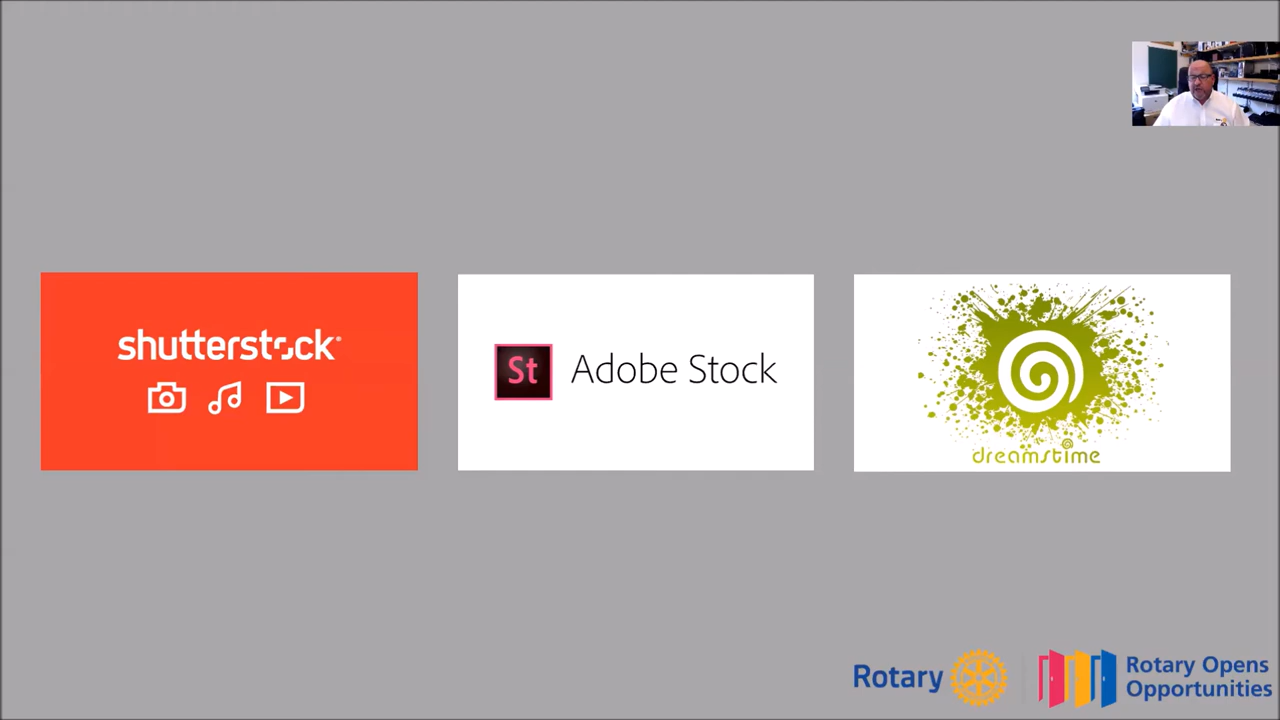 shutterstock®
St Adobe Stock
dreamstime
Rotary
Rotary Opens
Opportunities